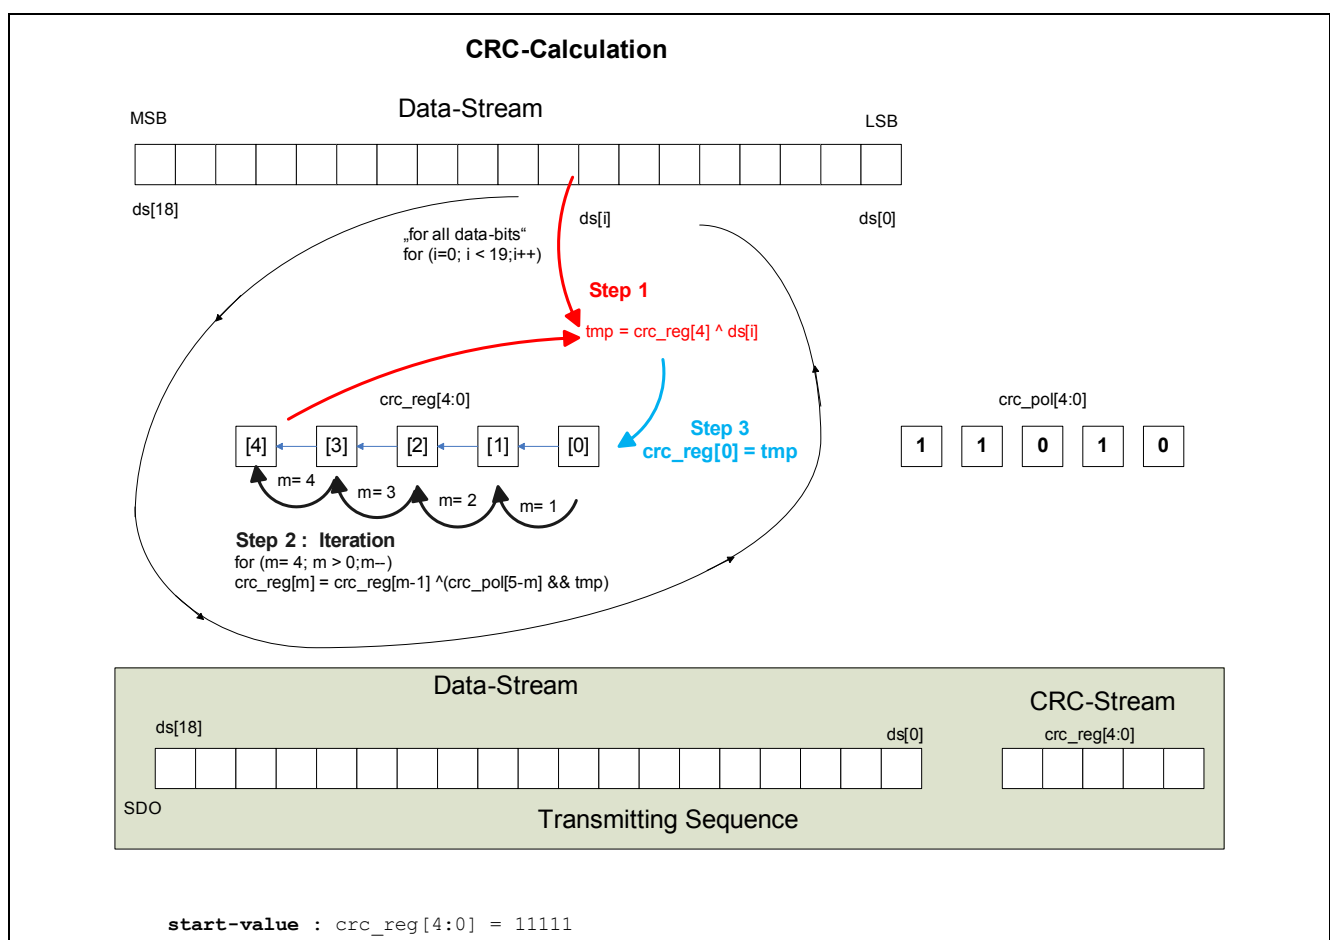 CRC-Calculation
Data-Stream
MSB
LSB
ds[18]
ds[i]
ds[0]
„for all data-bits“
for (i=0; i < 19;i++)
Step 1
tmp = crc_reg[4] ^ ds[i]
crc_reg[4:0]
crc_pol[4:0]
Step 3
crc_reg[0] = tmp
[4] [3] [2] [1] [0]
1 1 0 1 0
m= 4
m= 3
m= 2
m= 1
Step 2 : Iteration
for (m= 4; m > 0;m--)
crc_reg[m] = crc_reg[m-1] ^(crc_pol[5-m] && tmp)
Data-Stream
CRC-Stream
ds[18]
ds[0]
crc_reg[4:0]
SDO
Transmitting Sequence
start-value : crc_reg[4:0] = 11111